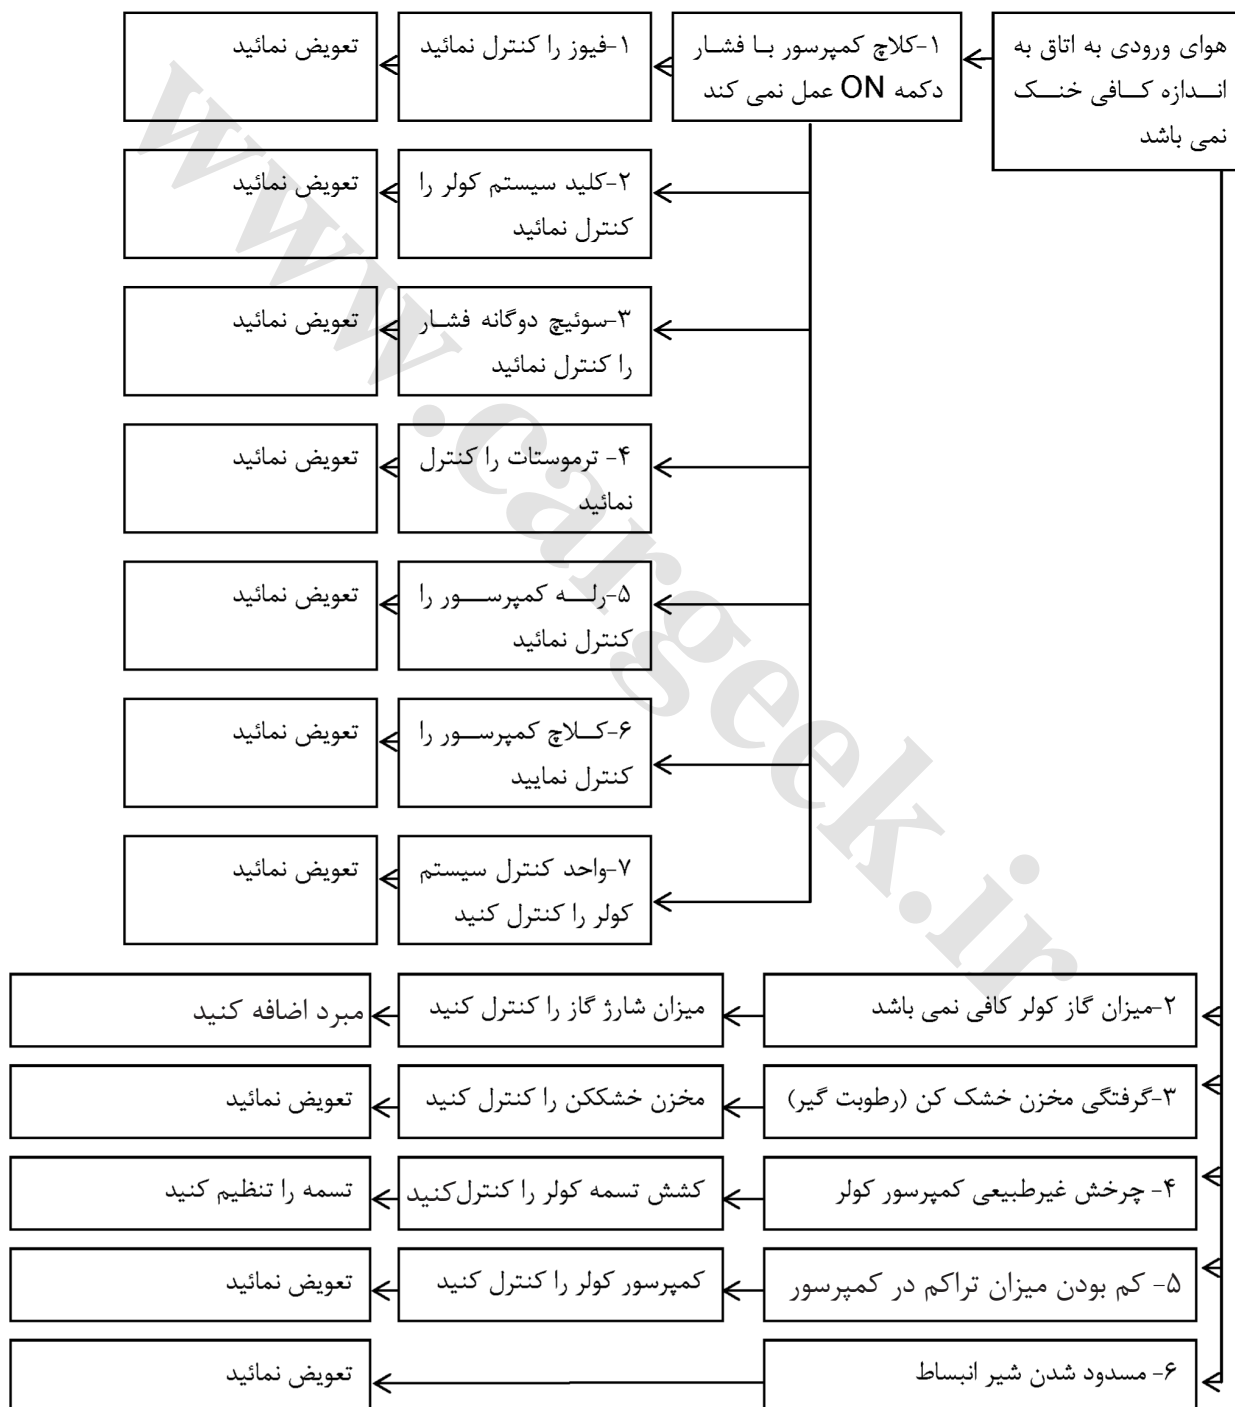 هوای ورودی به اتاق به
اندازه کافی خنک
نمی باشد
۱-کلاچ کمپرسور با فشار
دکمه ON عمل نمی کند
۱-فیوز را کنترل نمائید
تعویض نمائید
۲-کلید سیستم کولر را
کنترل نمائید
تعویض نمائید
۳-سوئیچ دوگانه فشار
را کنترل نمائید
تعویض نمائید
۴- ترموستات را کنترل
نمائید
تعویض نمائید
۵-رله کمپرسور را
کنترل نمائید
تعویض نمائید
۶-کلاچ کمپرسور را
کنترل نمایید
تعویض نمائید
۷-واحد کنترل سیستم
کولر را کنترل کنید
تعویض نمائید
۲-میزان گاز کولر کافی نمی باشد
میزان شارژ گاز را کنترل کنید
مبرد اضافه کنید
۳-گرفتگی مخزن خشک کن (رطوبت گیر)
مخزن خشککن را کنترل کنید
تعویض نمائید
۴- چرخش غیرطبیعی کمپرسور کولر
کشش تسمه کولر را کنترل کنید
تسمه را تنظیم کنید
۵- کم بودن میزان تراکم در کمپرسور
کمپرسور کولر را کنترل کنید
تعویض نمائید
۶- مسدود شدن شیر انبساط
تعویض نمائید
www.cargeek.ir